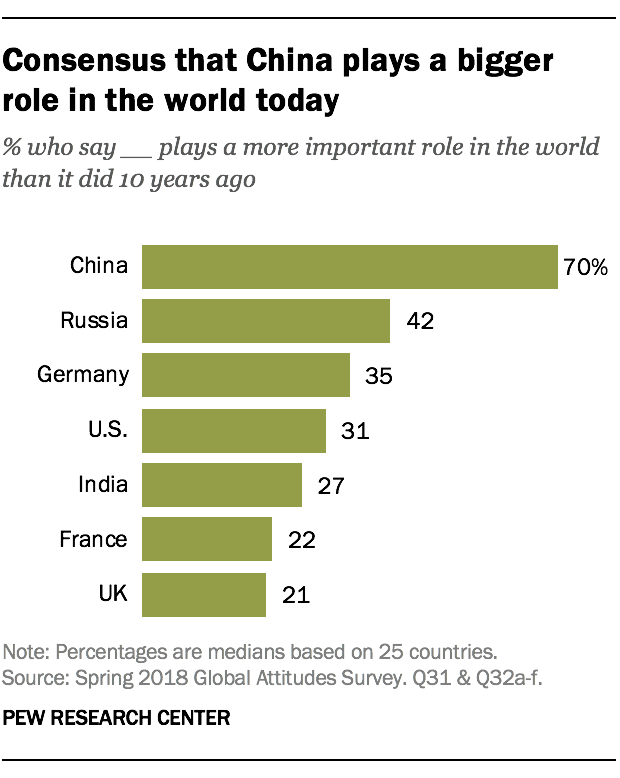 Consensus that China plays a bigger
role in the world today
% who say __ plays a more important role in the world
than it did 10 years ago
China 70%
Russia 42
Germany 35
U.S. 31
India 27
France 22
UK 21
Note: Percentages are medians based on 25 countries.
Source: Spring 2018 Global Attitudes Survey. Q31 & Q32a-f.
PEW RESEARCH CENTER